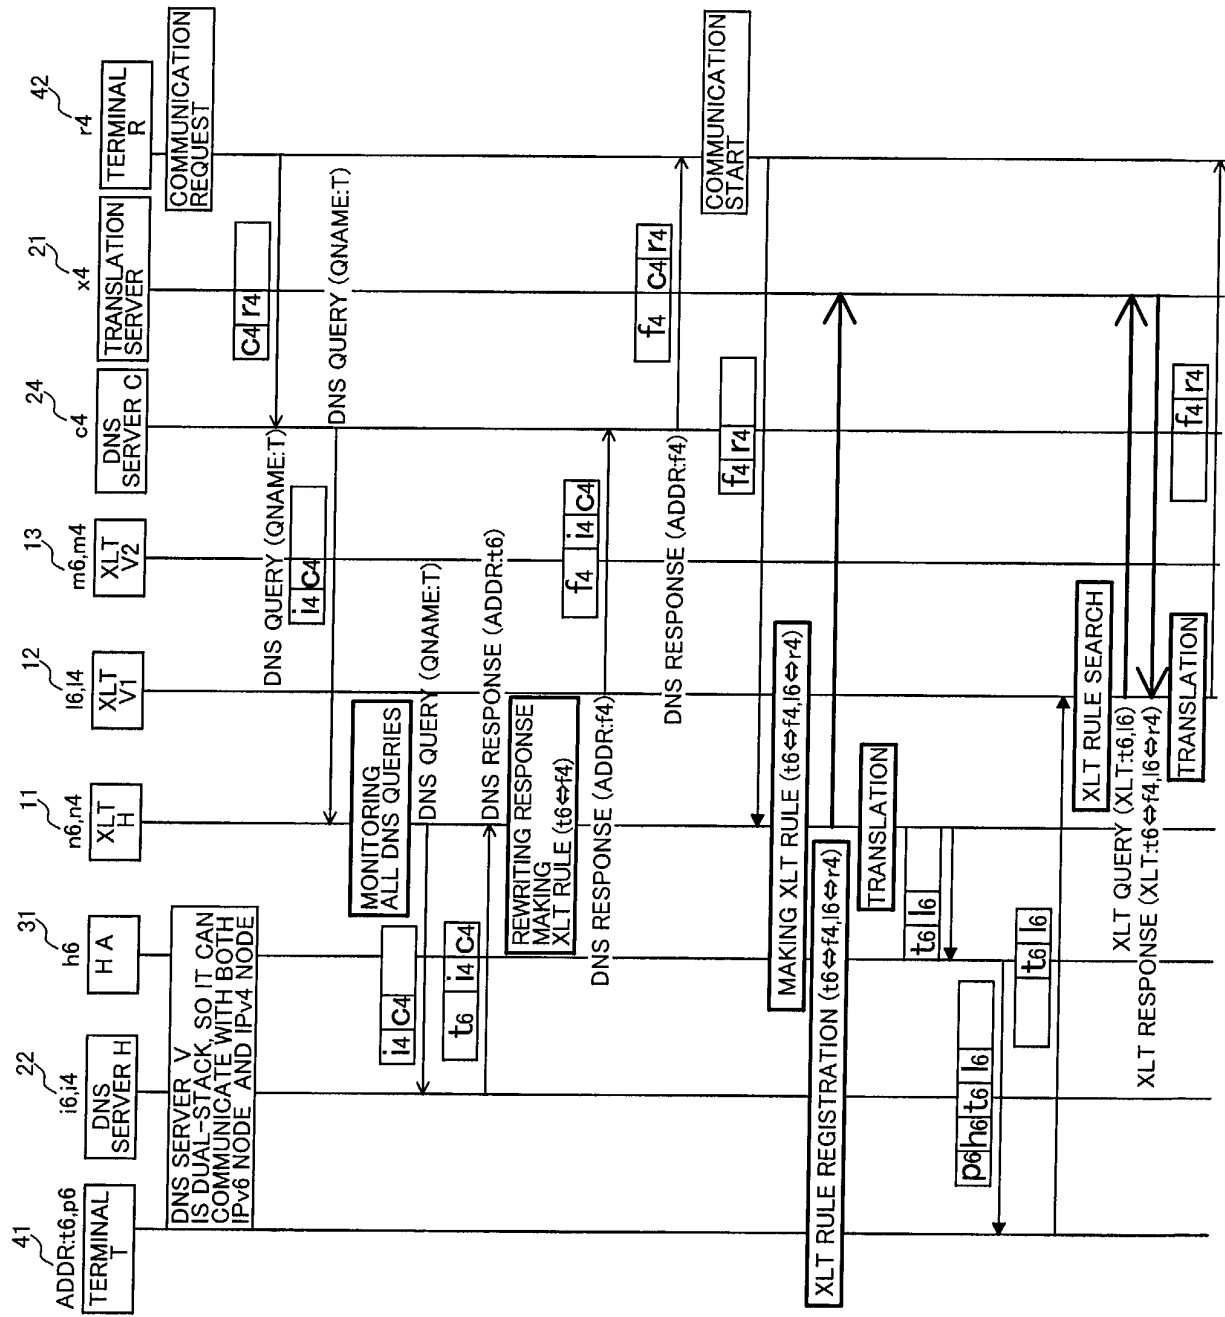 41
ADDR:t6,p6
TERMINAL
T
22
i6,i4
DNS
SERVER H
31
h6
H A
11
n6,n4
XLT
H
12
l6,l4
XLT
V1
13
m6,m4
XLT
V2
24
c4
DNS
SERVER C
21
x4
TRANSLATION
SERVER
42
r4
TERMINAL
R
DNS SERVER V
IS DUAL-STACK, SO IT CAN
COMMUNICATE WITH BOTH
IPv6 NODE AND IPv4 NODE
COMMUNICATION
REQUEST
c4 r4
DNS QUERY (QNAME:T)
DNS QUERY (QNAME:T)
i4 c4
MONITORING
ALL DNS QUERIES
i4 c4
DNS QUERY (QNAME:T)
t6 i4 c4
DNS RESPONSE (ADDR:t6)
REWRITING RESPONSE
MAKING
XLT RULE (t6⇔f4)
f4 i4 c4
DNS RESPONSE (ADDR:f4)
f4 c4 r4
DNS RESPONSE (ADDR:f4)
COMMUNICATION
START
f4 r4
MAKING XLT RULE (t6⇔f4,l6⇔r4)
XLT RULE REGISTRATION (t6⇔f4,l6⇔r4)
TRANSLATION
t6 l6
p6 h6 t6 l6
t6 l6
XLT RULE SEARCH
XLT QUERY (XLT:t6,l6)
XLT RESPONSE (XLT:t6⇔f4,l6⇔r4)
TRANSLATION
f4 r4